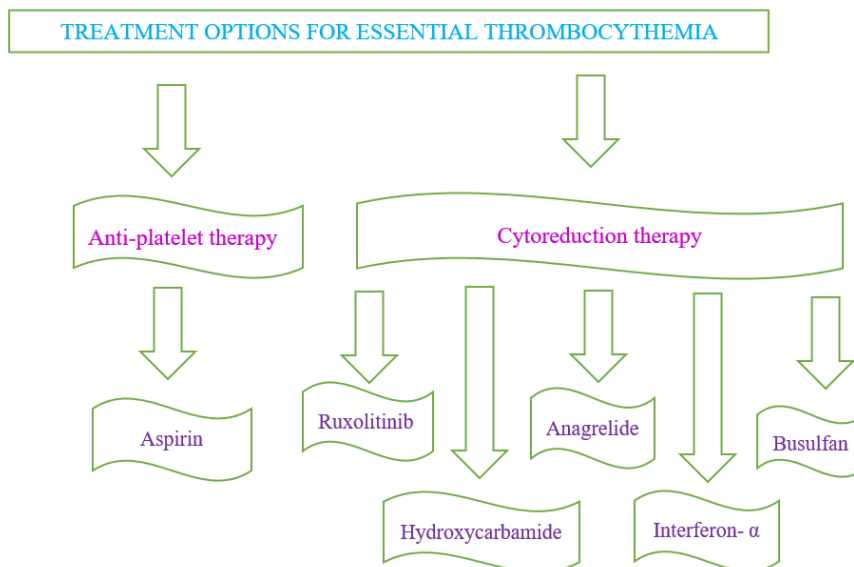 TREATMENT OPTIONS FOR ESSENTIAL THROMBOCYTHEMIA
Anti-platelet therapy
Cytoreduction therapy
Aspirin
Ruxolitinib
Anagrelide
Busulfan
Hydroxycarbamide
Interferon- α